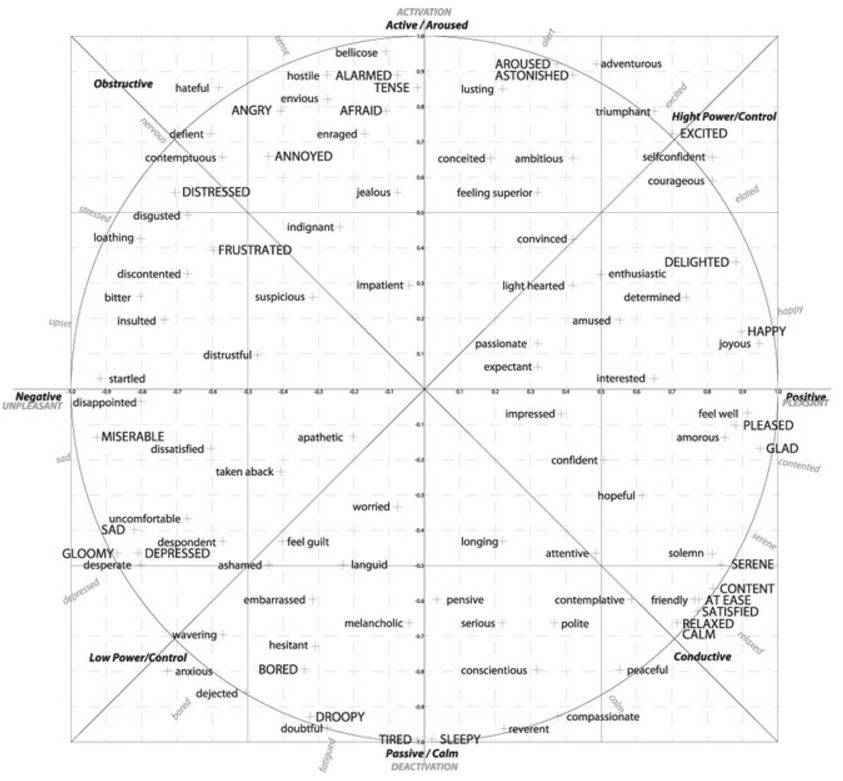 ACTIVATION
Active / Aroused
tense
1.0
alert
bellicose
AROUSED
adventurous
Obstructive
hostile
ALARMED
0.9
ASTONISHED
hateful
TENSE
lusting
excited
envious
ANGRY
AFRAID
0.8
triumphant
Hight Power/Control
nervous
defient
enraged
0.7
EXCITED
contemptuous
ANNOYED
conceited
ambitious
selfconfident
0.6
courageous
DISTRESSED
jealous
feeling superior
elated
stressed
disgusted
0.5
indignant
loathing
convinced
FRUSTRATED
0.4
DELIGHTED
discontented
enthusiastic
impatient
0.3
light hearted
bitter
suspicious
determined
happy
upset
insulted
0.2
amused
HAPPY
passionate
joyous
distrustful
0.1
expectant
startled
interested
Negative
-1.0 -0.9 -0.8 -0.7 -0.6 -0.5 -0.4 -0.3 -0.2 -0.1 0.1 0.2 0.3 0.4 0.5 0.6 0.7 0.8 0.9 1.0
Positive
UNPLEASANT
disappointed
PLEASANT
impressed
feel well
-0.1
PLEASED
MISERABLE
apathetic
amorous
dissatisfied
GLAD
sad
-0.2
confident
contented
taken aback
-0.3
hopeful
worried
uncomfortable
SAD
-0.4
despondent
feel guilt
longing
serene
GLOOMY
DEPRESSED
attentive
solemn
desperate
ashamed
languid
-0.5
SERENE
depressed
CONTENT
embarrassed
-0.6
pensive
contemplative
friendly
AT EASE
SATISFIED
melancholic
serious
polite
RELAXED
wavering
-0.7
CALM
relaxed
hesitant
Low Power/Control
Conductive
anxious
BORED
-0.8
conscientious
peaceful
dejected
bored
calm
-0.9
DROOPY
compassionate
doubtful
reverent
fatigued
TIRED
-1.0
SLEEPY
Passive / Calm
DEACTIVATION